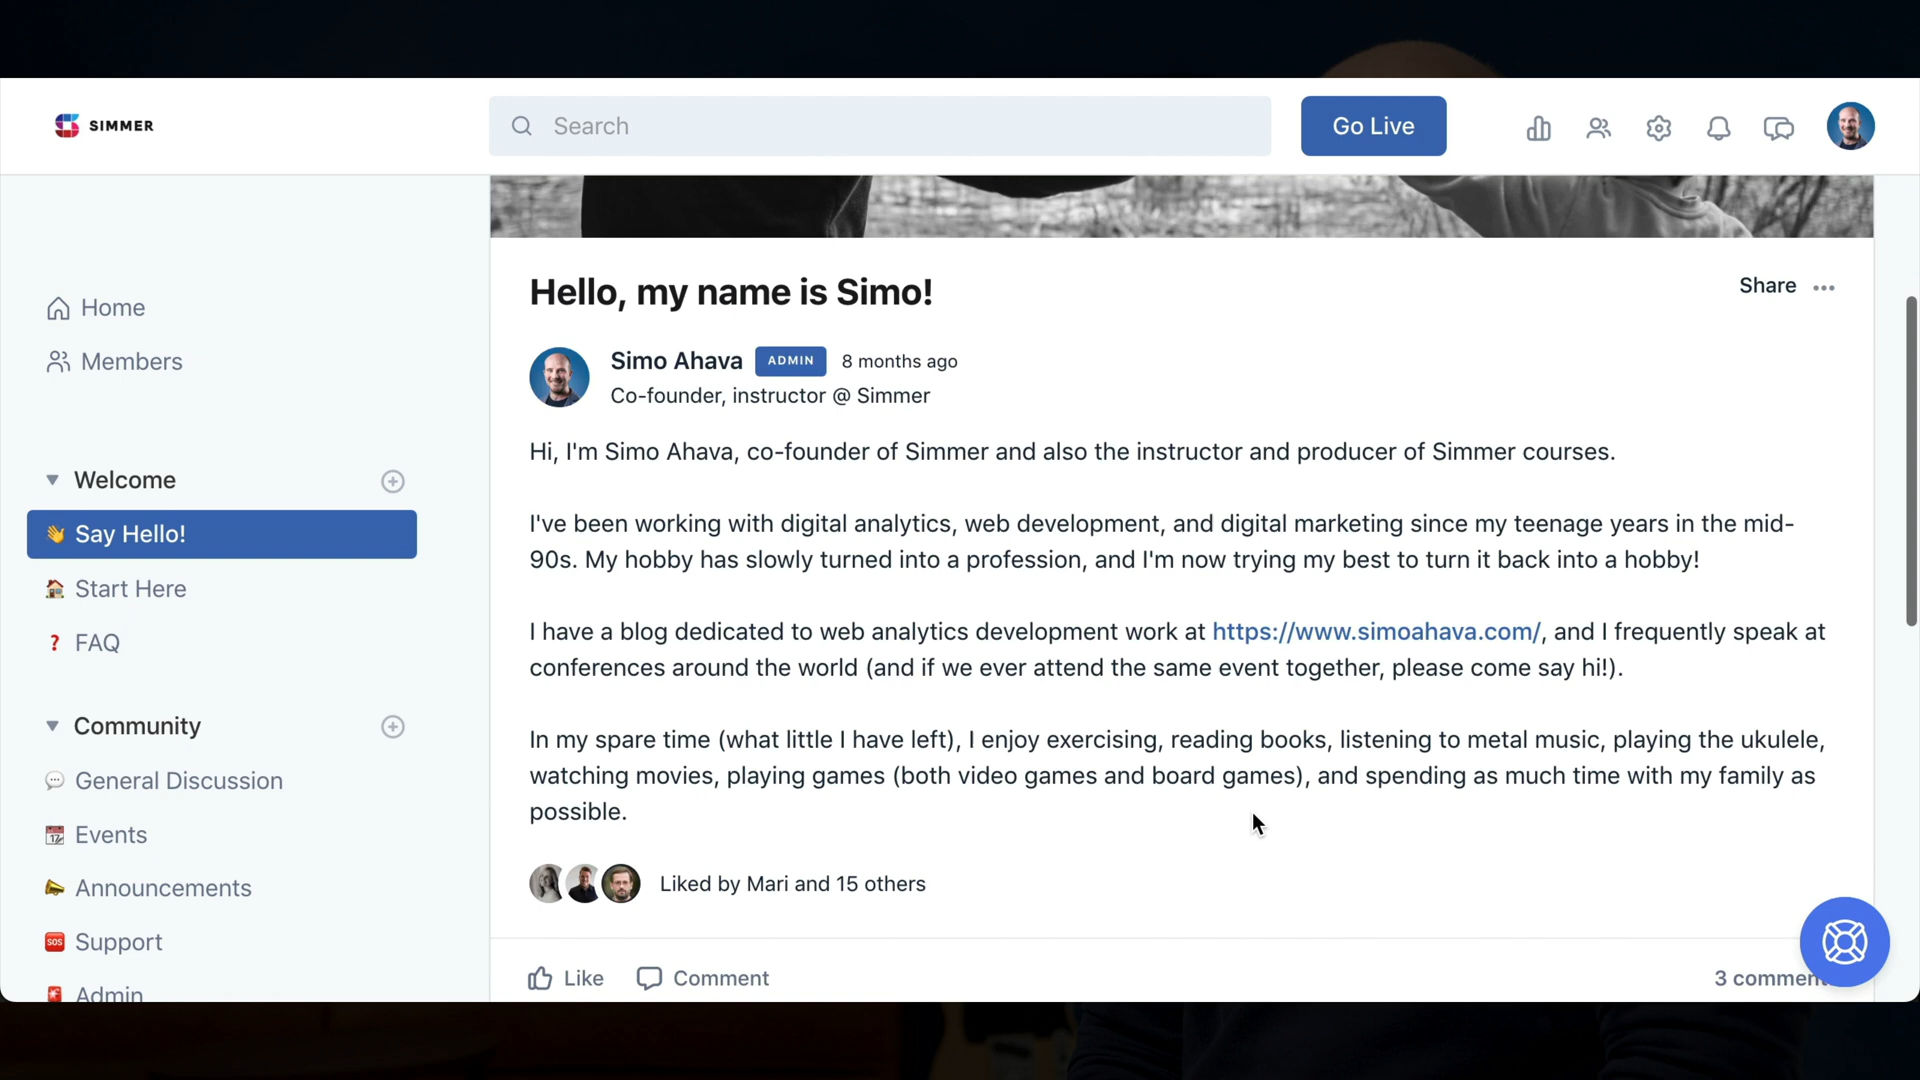 SIMMER
Search
Go Live
Home
Members
Welcome
Say Hello!
Start Here
FAQ
Community
General Discussion
17
Events
Announcements
SOS
Support
Admin
Hello, my name is Simo!
Share
Simo Ahava
ADMIN
8 months ago
Co-founder, instructor @ Simmer
Hi, I'm Simo Ahava, co-founder of Simmer and also the instructor and producer of Simmer courses.
I've been working with digital analytics, web development, and digital marketing since my teenage years in the mid-
90s. My hobby has slowly turned into a profession, and I'm now trying my best to turn it back into a hobby!
I have a blog dedicated to web analytics development work at https://www.simoahava.com/, and I frequently speak at
conferences around the world (and if we ever attend the same event together, please come say hi!).
In my spare time (what little I have left), I enjoy exercising, reading books, listening to metal music, playing the ukulele,
watching movies, playing games (both video games and board games), and spending as much time with my family as
possible.
Liked by Mari and 15 others
Like
Comment
3 comment